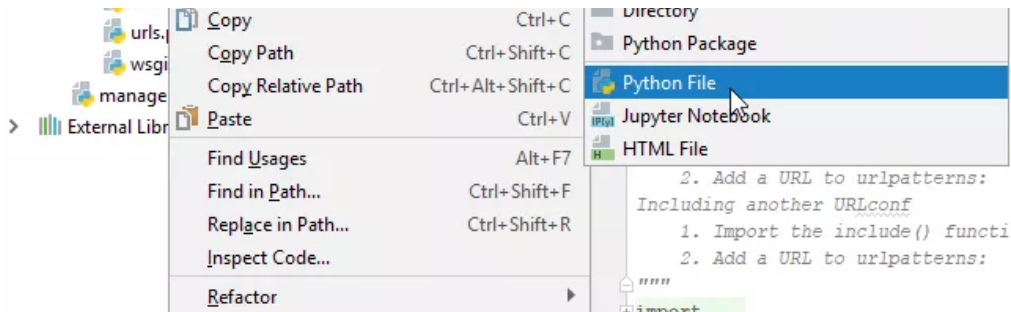 urls.
wsgi
manage
External Libr
Copy Ctrl+C
Copy Path Ctrl+Shift+C
Copy Relative Path Ctrl+Alt+Shift+C
Paste Ctrl+V
Find Usages Alt+F7
Find in Path... Ctrl+Shift+F
Replace in Path... Ctrl+Shift+R
Inspect Code...
Refactor
Directory
Python Package
Python File
Jupyter Notebook
HTML File
2. Add a URL to urlpatterns:
Including another URLconf
1. Import the include() functi
2. Add a URL to urlpatterns:
"""
import